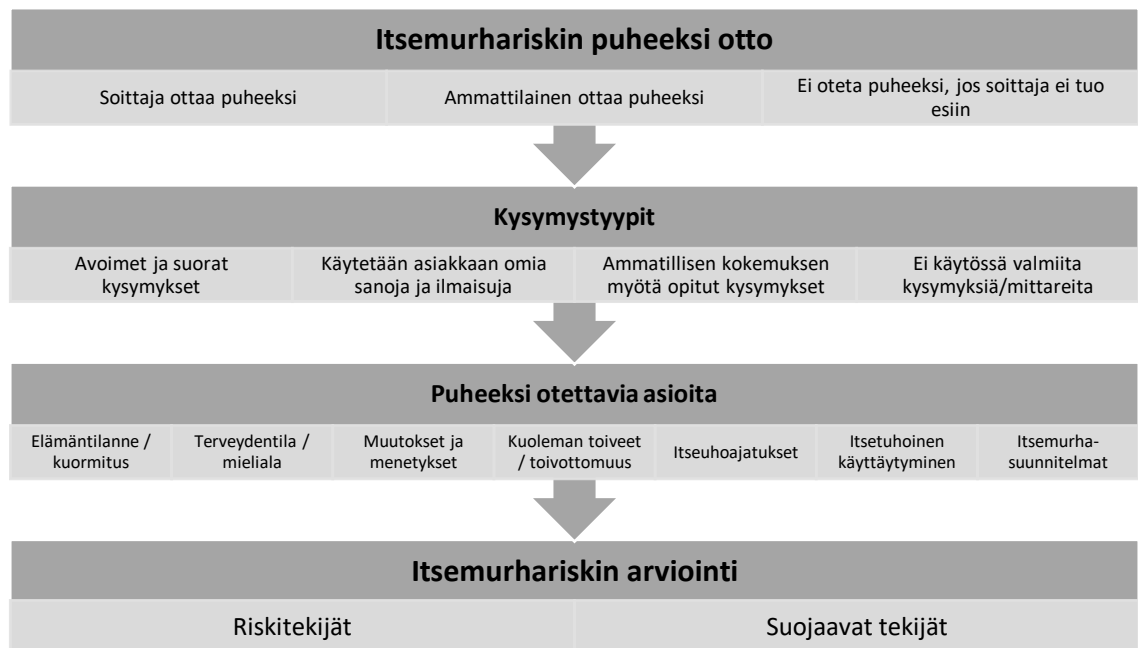 Itsemurhariskin puheeksi otto
Soittaja ottaa puheeksi
Ammattilainen ottaa puheeksi
Ei oteta puheeksi, jos soittaja ei tuo
esiin
Kysymystyypit
Avoimet ja suorat
kysymykset
Käytetään asiakkaan omia
sanoja ja ilmaisuja
Ammatillisen kokemuksen
myötä opitut kysymykset
Ei käytössä valmiita
kysymyksiä/mittareita
Puheeksi otettavia asioita
Elämäntilanne /
kuormitus
Terveydentila /
mieliala
Muutokset ja
menetykset
Kuoleman toiveet
/ toivottomuus
Itseuhoajatukset
Itsetuhoinen
käyttäytyminen
Itsemurha-
suunnitelmat
Itsemurhariskin arviointi
Riskitekijät
Suojaavat tekijät